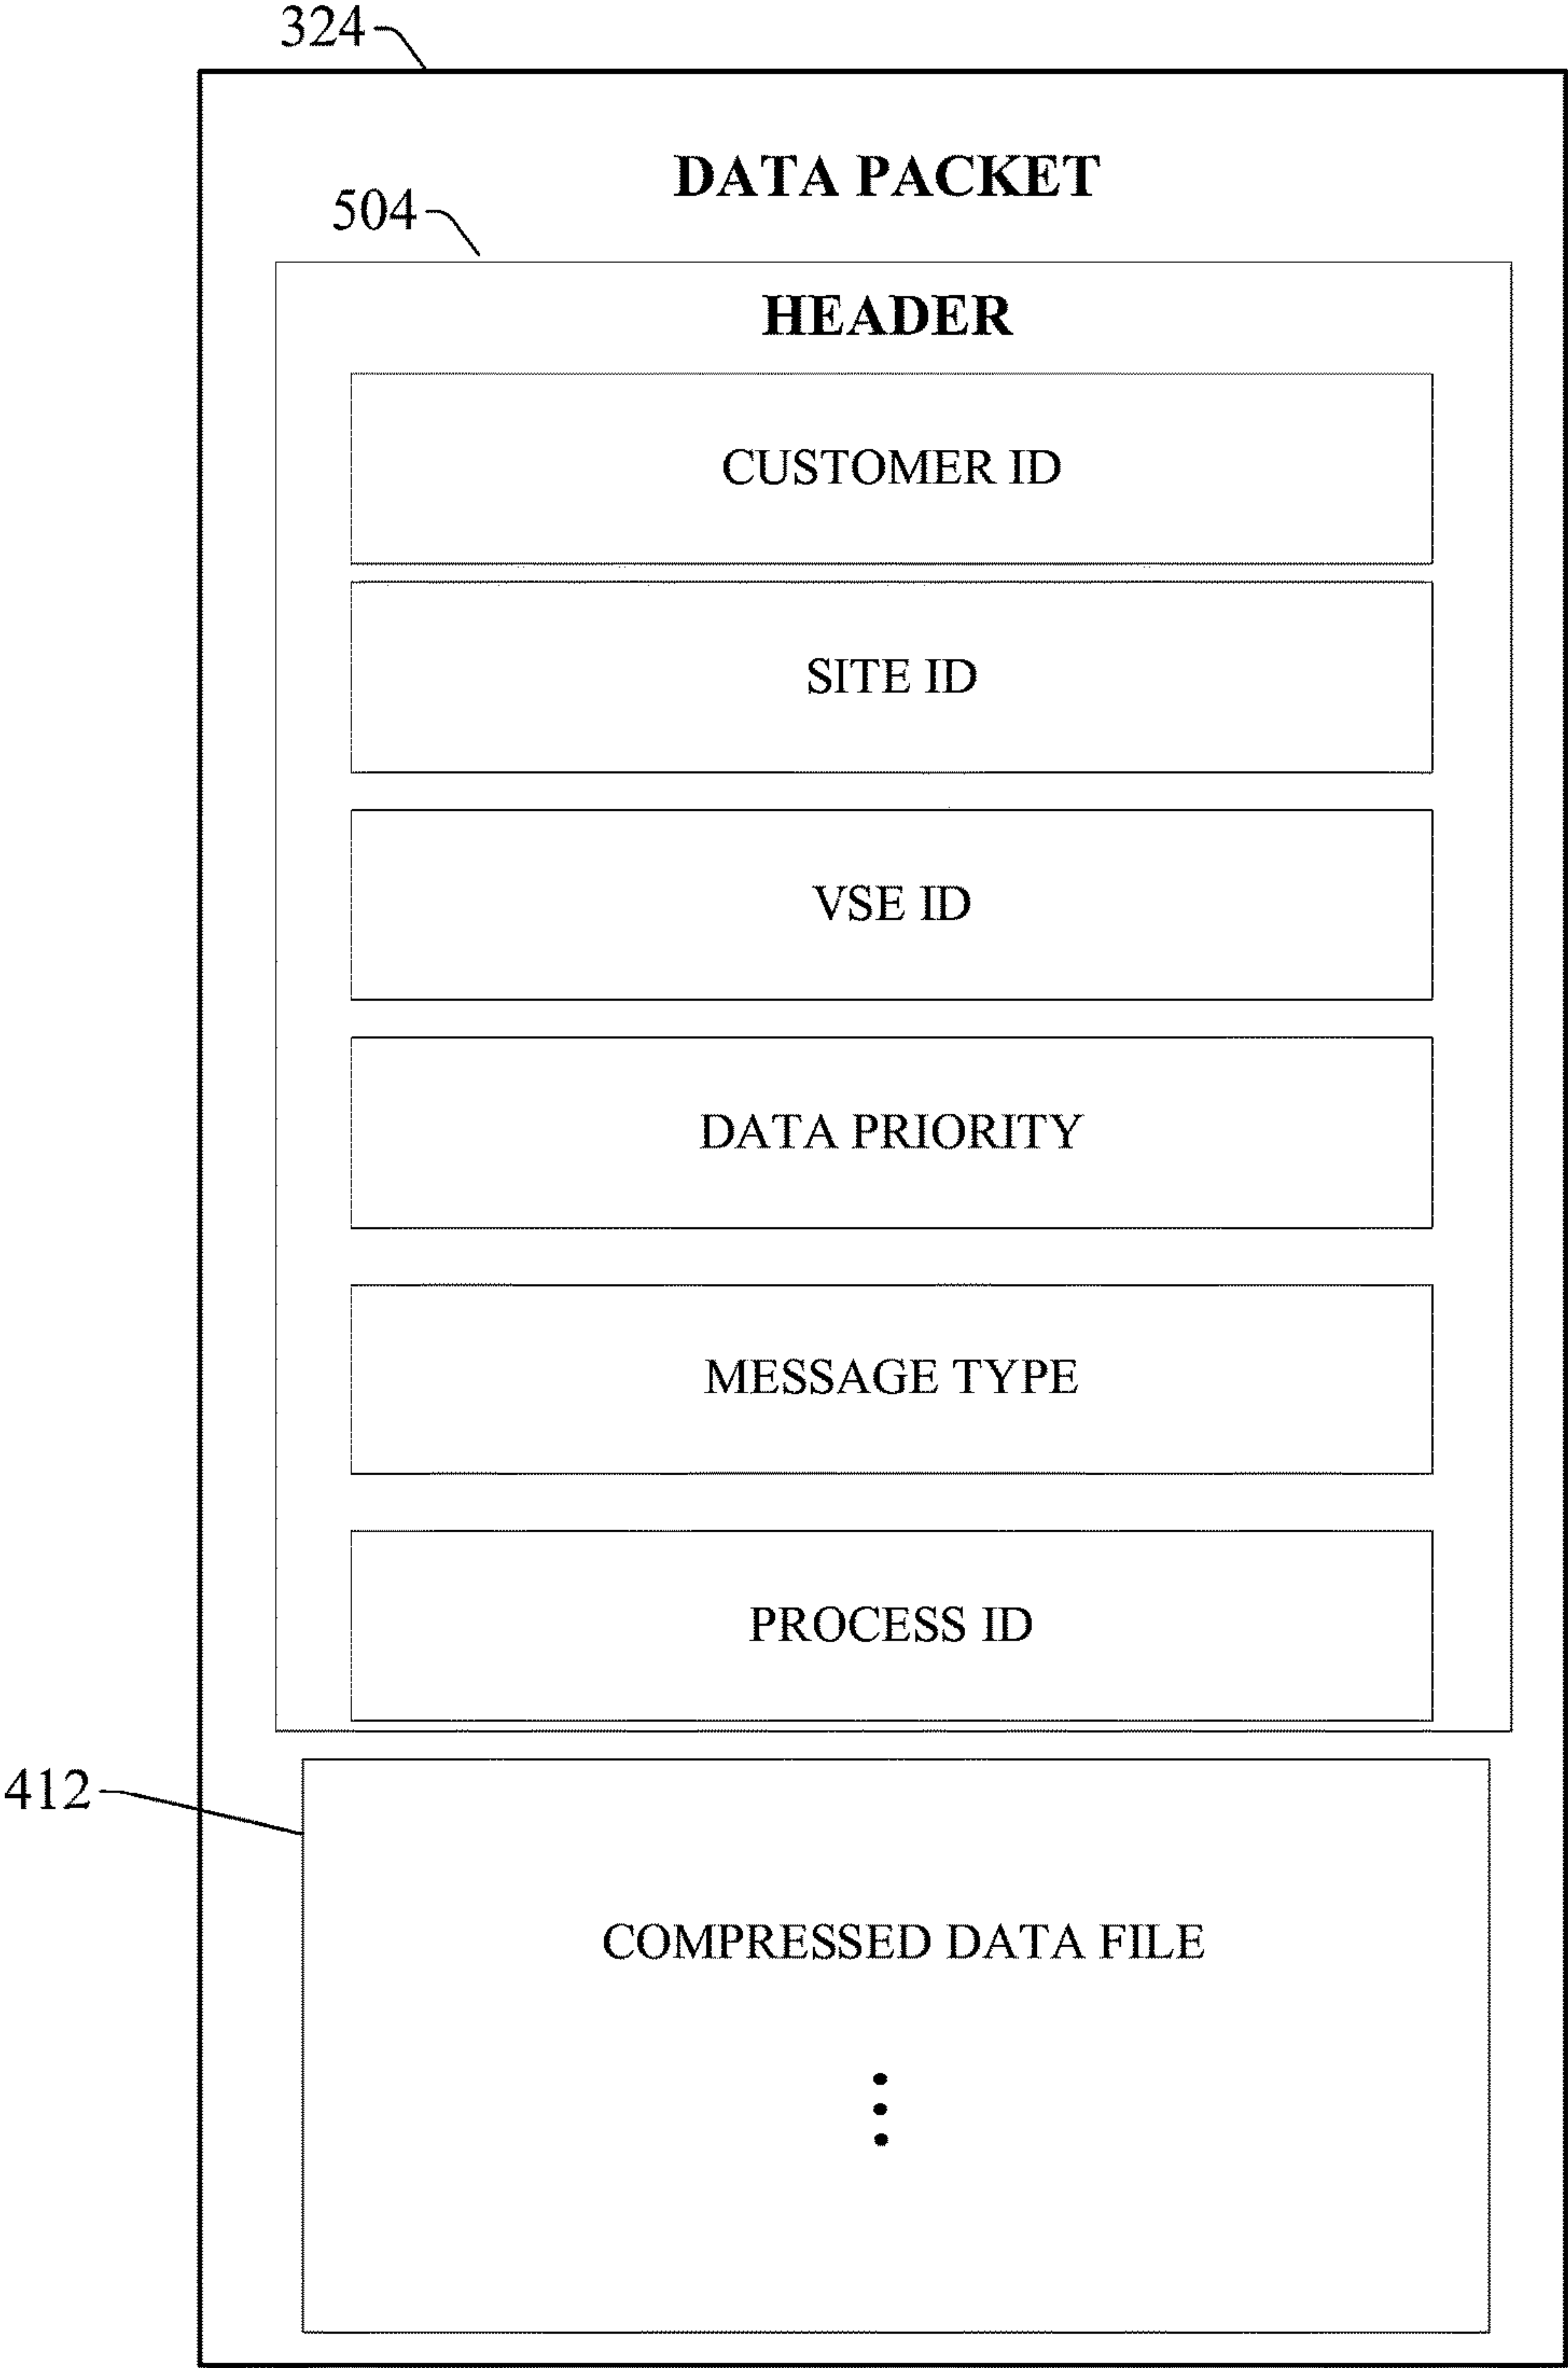 324
DATA PACKET
504
HEADER
CUSTOMER ID
SITE ID
VSE ID
DATA PRIORITY
MESSAGE TYPE
PROCESS ID
412
COMPRESSED DATA FILE